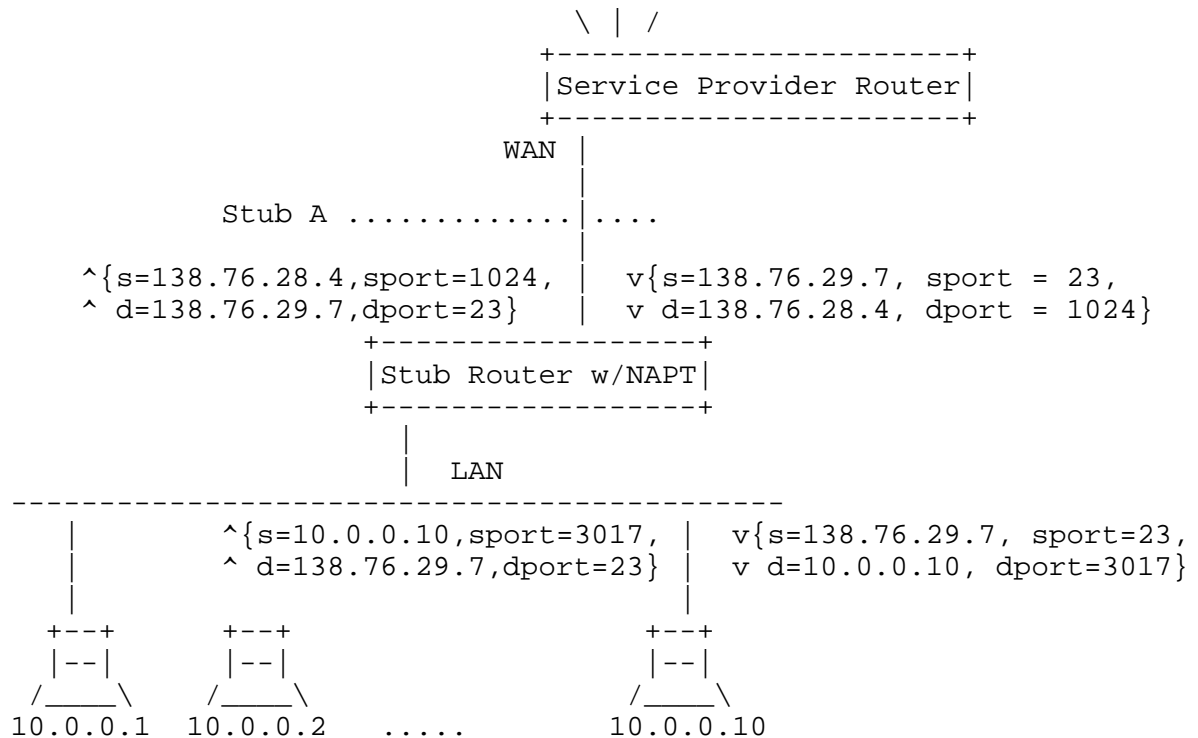 \ | /
                               +-----------------------+
                               |Service Provider Router|
                               +-----------------------+
                            WAN |
                                |
            Stub A .............|....
                                |
    ^{s=138.76.28.4,sport=1024, |  v{s=138.76.29.7, sport = 23,
    ^ d=138.76.29.7,dport=23}   |  v d=138.76.28.4, dport = 1024}
                    +------------------+
                    |Stub Router w/NAPT|
                    +------------------+
                      |
                      |  LAN
--------------------------------------------
   |        ^{s=10.0.0.10,sport=3017, |  v{s=138.76.29.7, sport=23,
   |        ^ d=138.76.29.7,dport=23} |  v d=10.0.0.10, dport=3017}
   |                                  |
  +--+      +--+                    +--+
  |--|      |--|                    |--|
 /____\    /____\                  /____\
10.0.0.1  10.0.0.2   .....        10.0.0.10